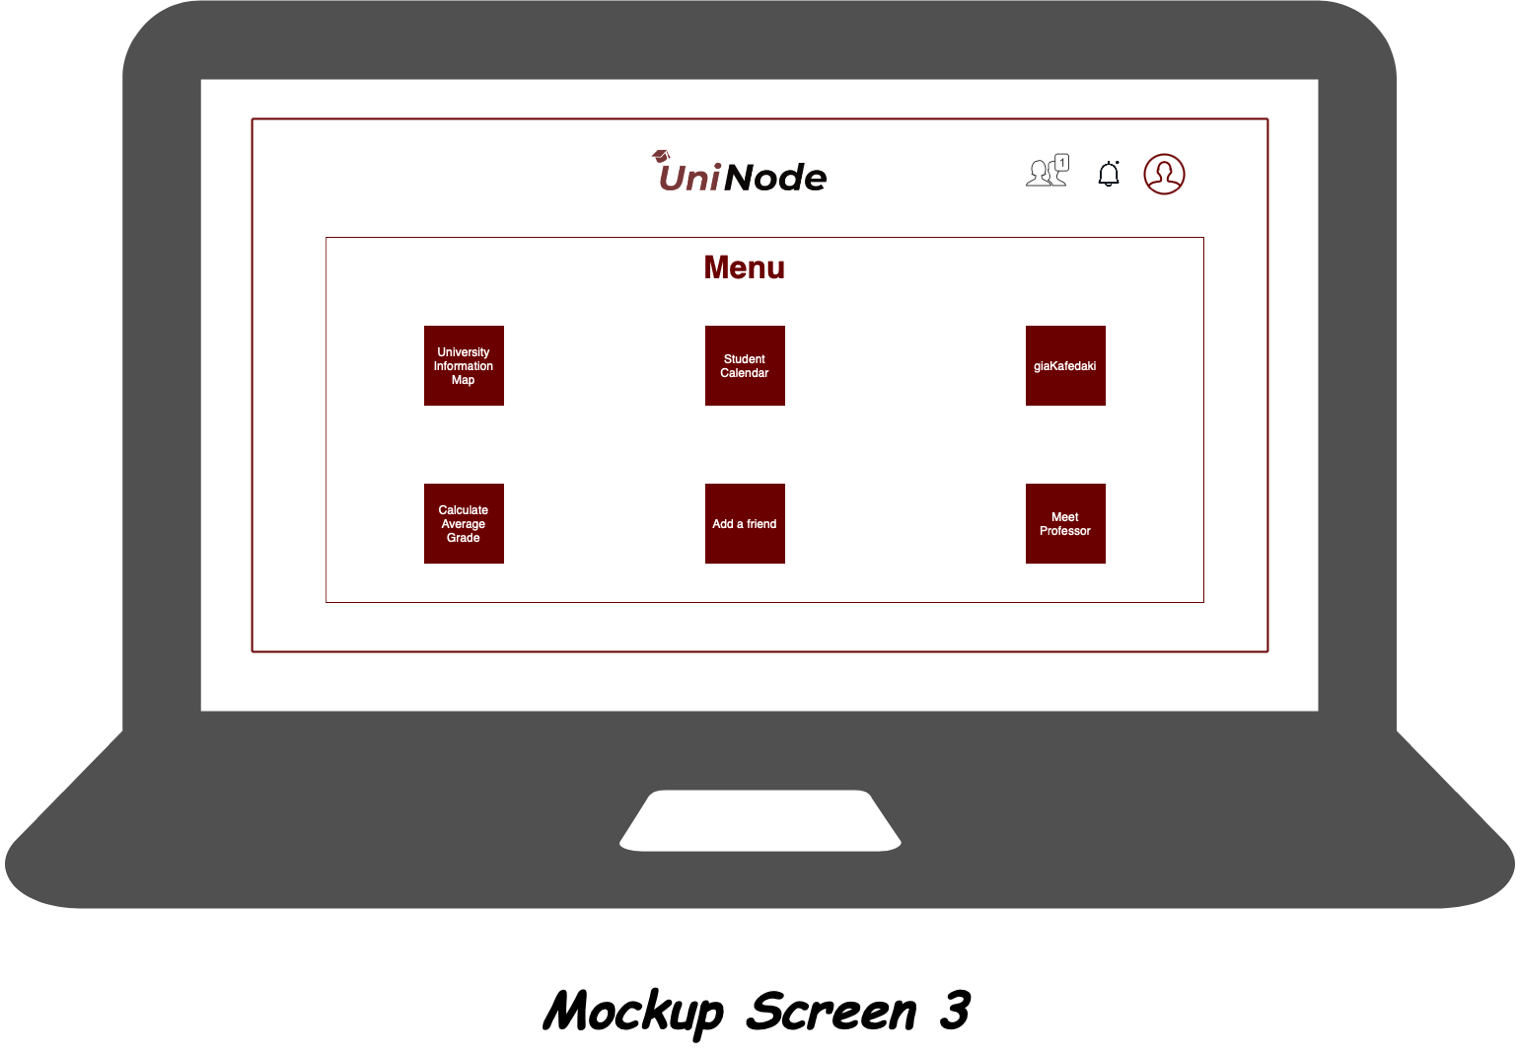 UniNode
1
Menu
University
Information
Map
Student
Calendar
giaKafedaki
Calculate
Average
Grade
Add a friend
Meet
Professor
Mockup Screen 3